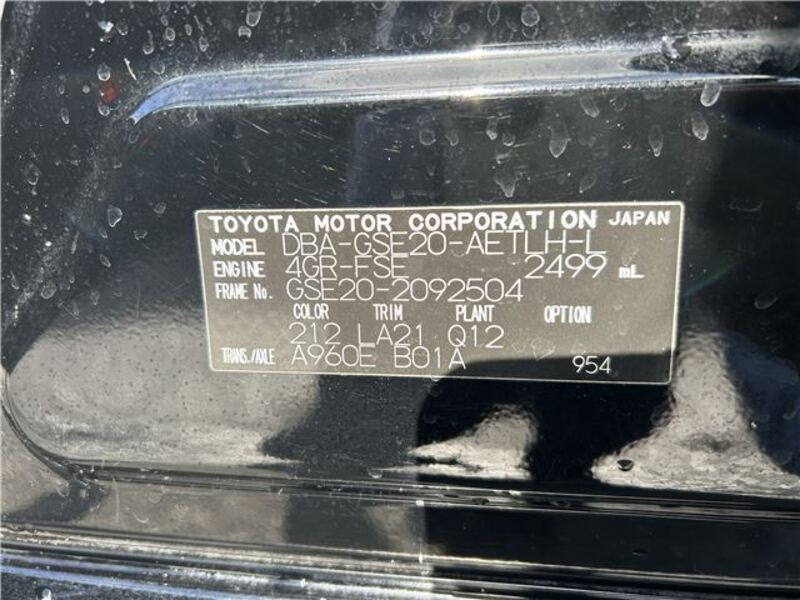 TOYOTA MOTOR CORPORATION JAPAN
MODEL DBA-GSE20-AETLH-L
ENGINE 4GR-FSE 2499 mL
FRAME No. GSE20-2092504
COLOR TRIM PLANT OPTION
212 LA21 Q12
TRANS./AXLE A960E B01A 954